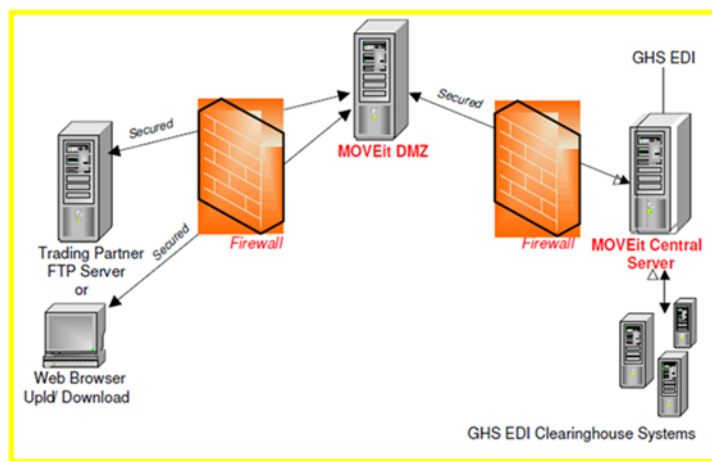 GHS EDI
Secured
Secured
MOVEit DMZ
Secured
Firewall
Firewall
Trading Partner
FTP Server
or
MOVEit Central
Server
Web Browser
Upld/ Download
GHS EDI Clearinghouse Systems